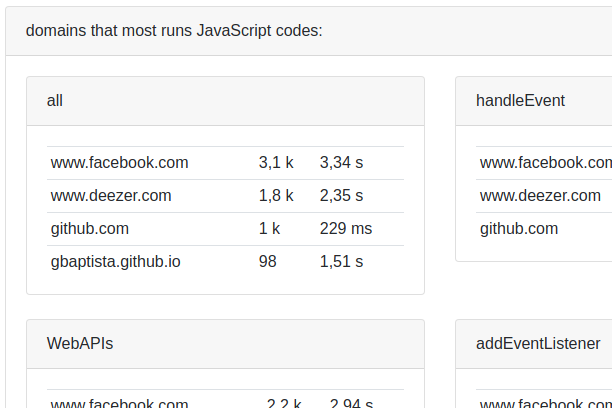 domains that most runs JavaScript codes:
all
www.facebook.com 3,1 k 3,34 s
www.deezer.com 1,8 k 2,35 s
github.com 1 k 229 ms
gbaptista.github.io 98 1,51 s
handleEvent
www.facebook.com
www.deezer.com
github.com
WebAPIs
www.facebook.com 2,2 k 2,94 s
addEventListener
www.facebook.com